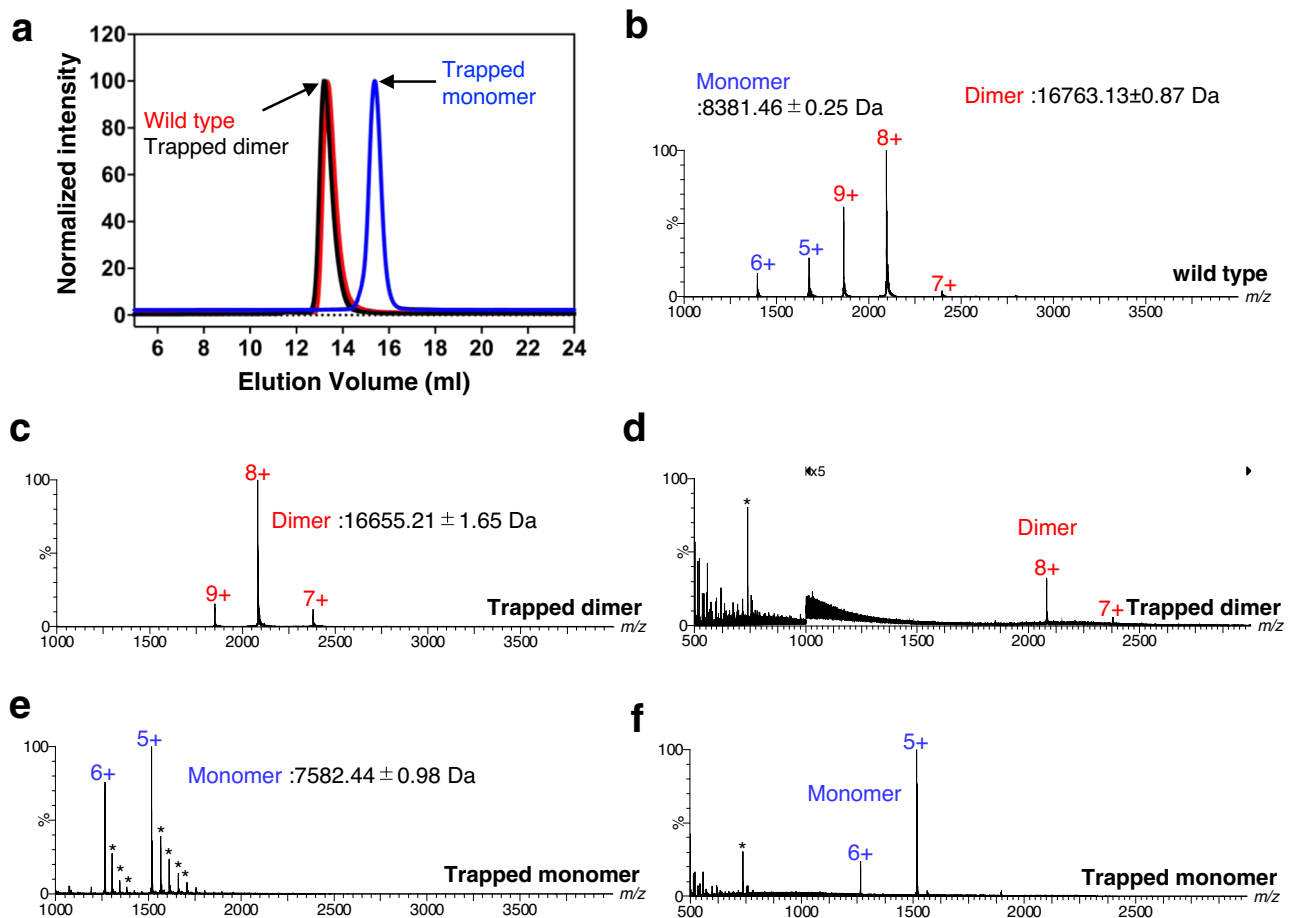 a
120
100
80
60
40
20
0
Normalized intensity
Wild type
Trapped dimer
Trapped
monomer
6 8 10 12 14 16 18 20 22 24
Elution Volume (ml)
b
Monomer
:8381.46 ± 0.25 Da
Dimer :16763.13±0.87 Da
100
%
0
6+
5+
9+
8+
7+
wild type
m/z
1000 1500 2000 2500 3000 3500
c
100
%
0
8+
Dimer :16655.21 ± 1.65 Da
9+
7+
Trapped dimer
m/z
1000 1500 2000 2500 3000 3500
d
x5
100
%
0
*
Dimer
8+
7+
Trapped dimer
m/z
500 1000 1500 2000 2500
e
100
%
0
5+
6+
Monomer :7582.44 ± 0.98 Da
* * * * * * * *
Trapped monomer
m/z
1000 1500 2000 2500 3000 3500
f
100
%
0
5+
Monomer
*
6+
Trapped monomer
m/z
500 1000 1500 2000 2500